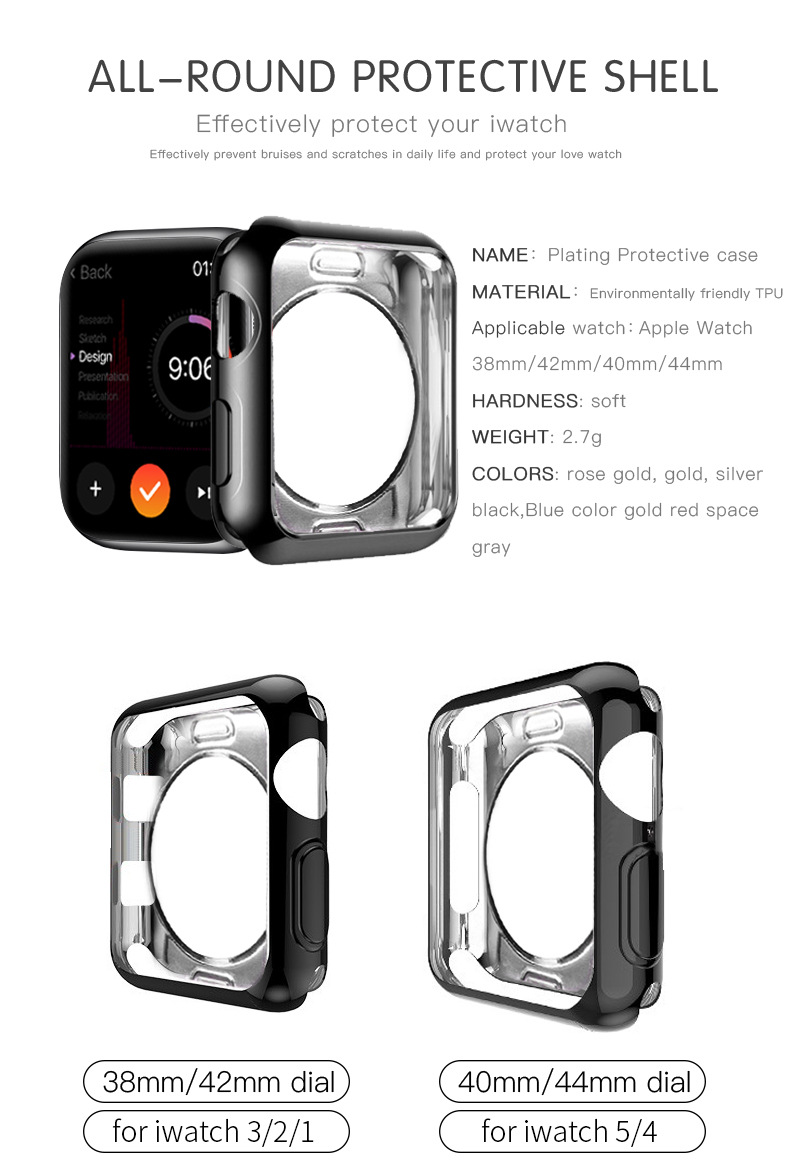 ALL-ROUND PROTECTIVE SHELL
Effectively protect your iwatch
Effectively prevent bruises and scratches in daily life and protect your love watch
‹ Back
01:
Research
Sketch
Design
Presentation
Publication
9:06
NAME: Plating Protective case
MATERIAL: Environmentally friendly TPU
Applicable watch: Apple Watch
38mm/42mm/40mm/44mm
HARDNESS: soft
WEIGHT: 2.7g
COLORS: rose gold, gold, silver
black,Blue color gold red space
gray
38mm/42mm dial
for iwatch 3/2/1
40mm/44mm dial
for iwatch 5/4